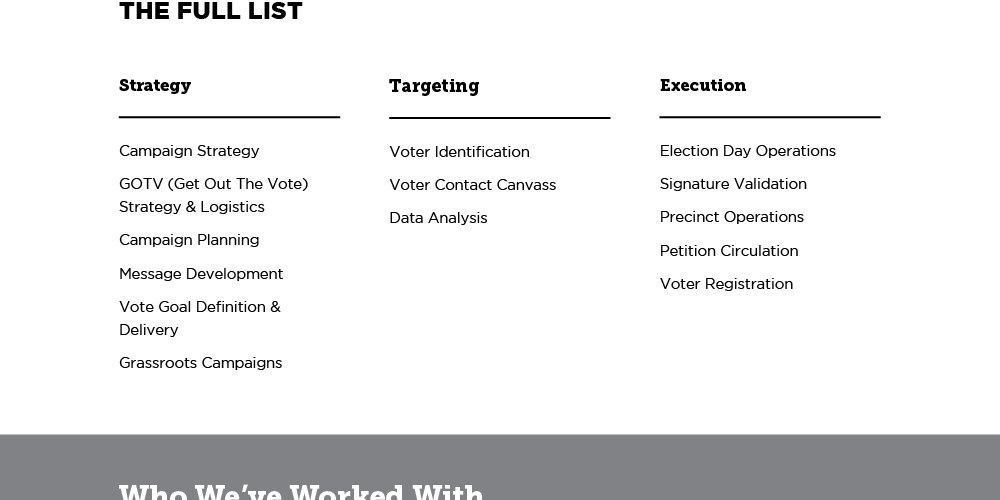 THE FULL LIST
Strategy
Campaign Strategy
GOTV (Get Out The Vote)
Strategy & Logistics
Campaign Planning
Message Development
Vote Goal Definition &
Delivery
Grassroots Campaigns
Targeting
Voter Identification
Voter Contact Canvass
Data Analysis
Execution
Election Day Operations
Signature Validation
Precinct Operations
Petition Circulation
Voter Registration
Who We’ve Worked With